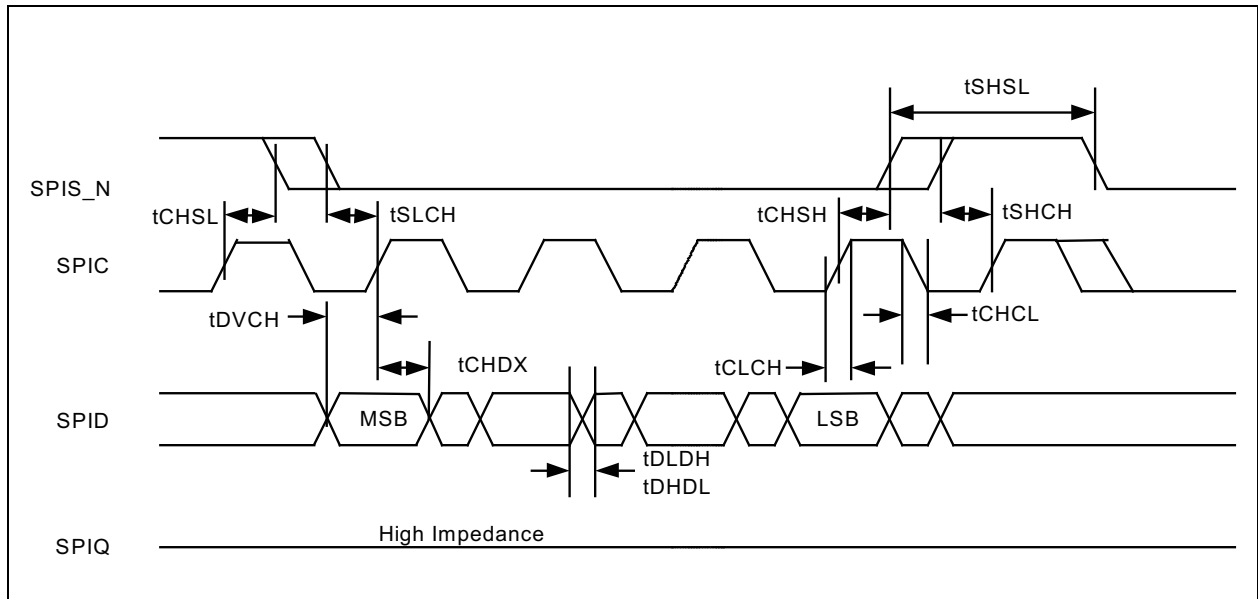 tSHSL
SPIS_N
tCHSL
tSLCH
tCHSH
tSHCH
SPIC
tDVCH
tCHCL
tCHDX
tCLCH
SPID
MSB
LSB
tDLDH
tDHDL
High Impedance
SPIQ